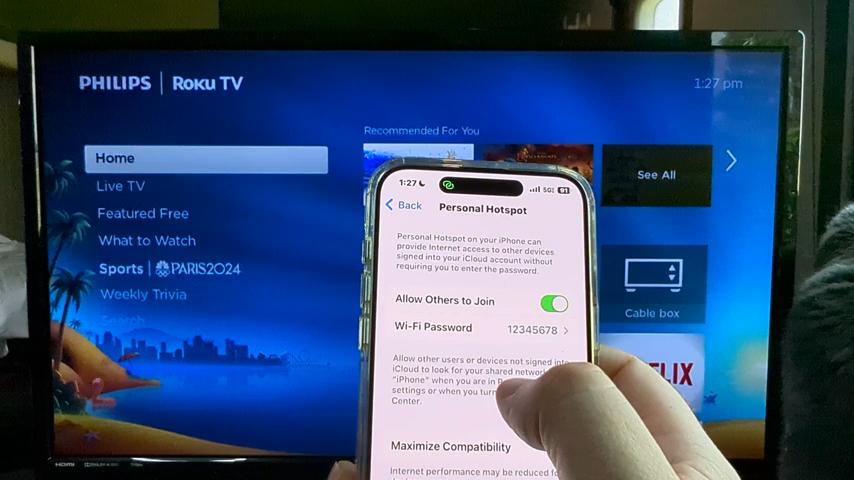 PHILIPS | Roku TV
1:27 pm
Recommended For You
Home
Live TV
Featured Free
What to Watch
Sports | PARIS2024
Weekly Trivia
Search
See All
Cable box
LIX
HDMI
1:27
5GE 61
Back
Personal Hotspot
Personal Hotspot on your iPhone can
provide Internet access to other devices
signed into your iCloud account without
requiring you to enter the password.
Allow Others to Join
Wi-Fi Password 12345678
Allow other users or devices not signed into
iCloud to look for your shared network
"iPhone" when you are in
settings or when you turn
Center.
Maximize Compatibility
Internet performance may be reduced